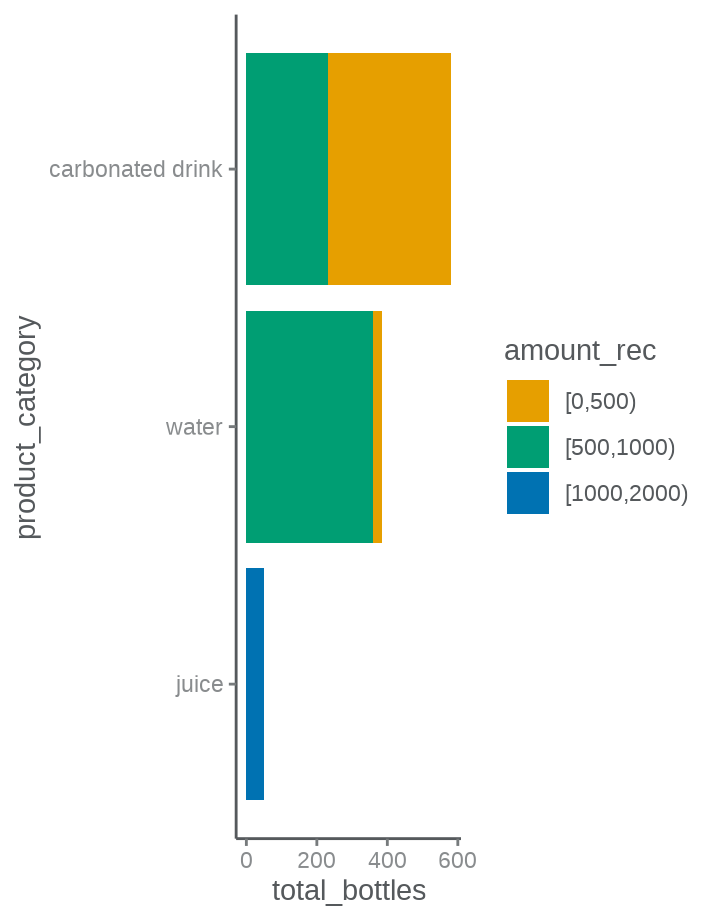 carbonated drink
water
juice
product_category
0 200 400 600
total_bottles
amount_rec
[0,500)
[500,1000)
[1000,2000)